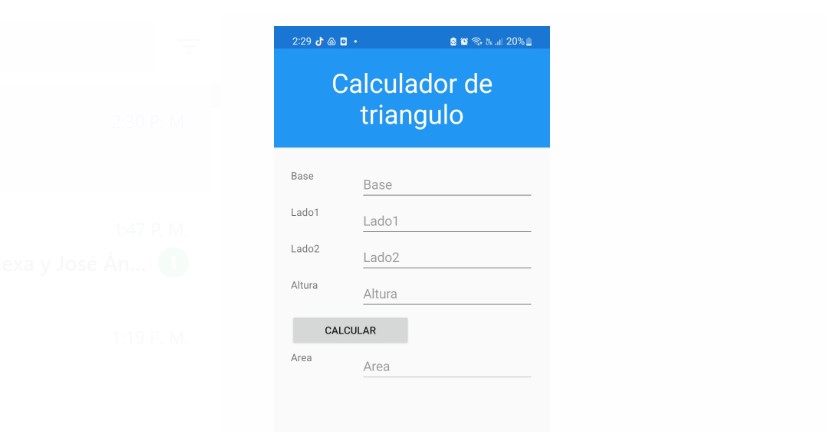 2:30 P. M.
1:47 P. M.
exa y José An... 1
1:19 P. M.
2:29 20%
Calculador de
triangulo
Base Base
Lado1 Lado1
Lado2 Lado2
Altura Altura
CALCULAR
Area Area